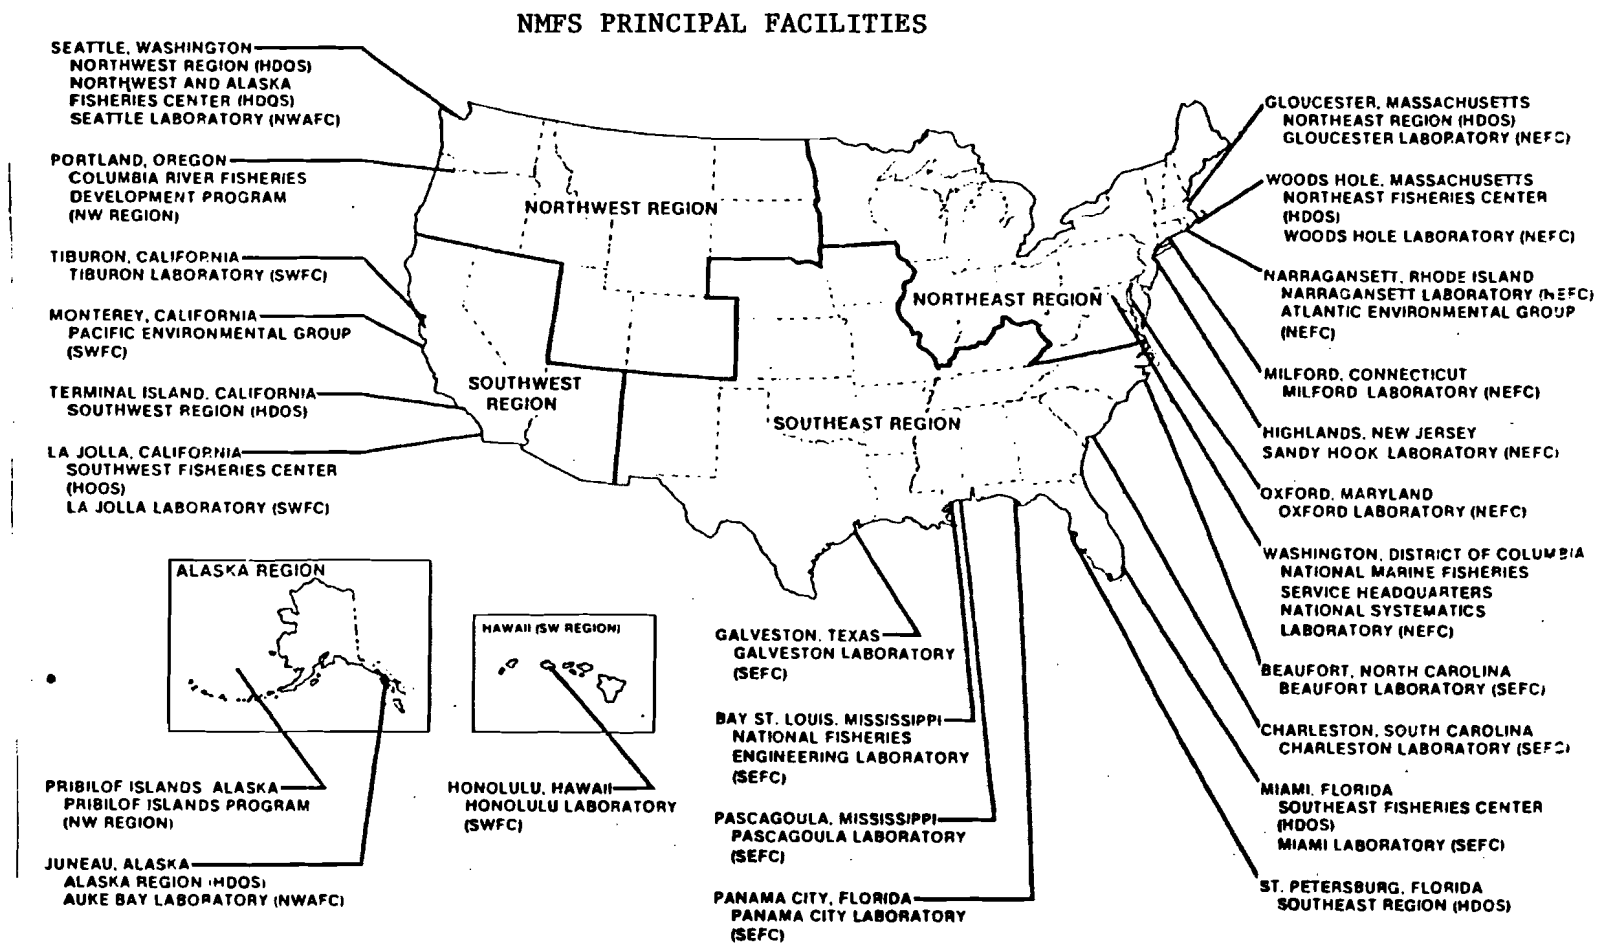 NMFS PRINCIPAL FACILITIES
SEATTLE, WASHINGTON
NORTHWEST REGION (HDOS)
NORTHWEST AND ALASKA
FISHERIES CENTER (HDQS)
SEATTLE LABORATORY (NWAFC)
PORTLAND, OREGON
COLUMBIA RIVER FISHERIES
DEVELOPMENT PROGRAM
(NW REGION)
TIBURON, CALIFORNIA
TIBURON LABORATORY (SWFC)
MONTEREY, CALIFORNIA
PACIFIC ENVIRONMENTAL GROUP
(SWFC)
TERMINAL ISLAND, CALIFORNIA
SOUTHWEST REGION (HDOS)
LA JOLLA, CALIFORNIA
SOUTHWEST FISHERIES CENTER
(HOOS)
LA JOLLA LABORATORY (SWFC)
NORTHWEST REGION
SOUTHWEST
REGION
NORTHEAST REGION
SOUTHEAST REGION
ALASKA REGION
HAWAII (SW REGION)
PRIBILOF ISLANDS ALASKA
PRIBILOF ISLANDS PROGRAM
(NW REGION)
JUNEAU, ALASKA
ALASKA REGION (HDOS)
AUKE BAY LABORATORY (NWAFC)
HONOLULU, HAWAII
HONOLULU LABORATORY
(SWFC)
GALVESTON, TEXAS
GALVESTON LABORATORY
(SEFC)
BAY ST. LOUIS, MISSISSIPPI
NATIONAL FISHERIES
ENGINEERING LABORATORY
(SEFC)
PASCAGOULA, MISSISSIPPI
PASCAGOULA LABORATORY
(SEFC)
PANAMA CITY, FLORIDA
PANAMA CITY LABORATORY
(SEFC)
GLOUCESTER, MASSACHUSETTS
NORTHEAST REGION (HDOS)
GLOUCESTER LABORATORY (NEFC)
WOODS HOLE, MASSACHUSETTS
NORTHEAST FISHERIES CENTER
(HDOS)
WOODS HOLE LABORATORY (NEFC)
NARRAGANSETT, RHODE ISLAND
NARRAGANSETT LABORATORY (NEFC)
ATLANTIC ENVIRONMENTAL GROUP
(NEFC)
MILFORD, CONNECTICUT
MILFORD LABORATORY (NEFC)
HIGHLANDS, NEW JERSEY
SANDY HOOK LABORATORY (NEFC)
OXFORD, MARYLAND
OXFORD LABORATORY (NEFC)
WASHINGTON, DISTRICT OF COLUMBIA
NATIONAL MARINE FISHERIES
SERVICE HEADQUARTERS
NATIONAL SYSTEMATICS
LABORATORY (NEFC)
BEAUFORT, NORTH CAROLINA
BEAUFORT LABORATORY (SEFC)
CHARLESTON, SOUTH CAROLINA
CHARLESTON LABORATORY (SEFC)
MIAMI, FLORIDA
SOUTHEAST FISHERIES CENTER
(HDOS)
MIAMI LABORATORY (SEFC)
ST. PETERSBURG, FLORIDA
SOUTHEAST REGION (HDOS)